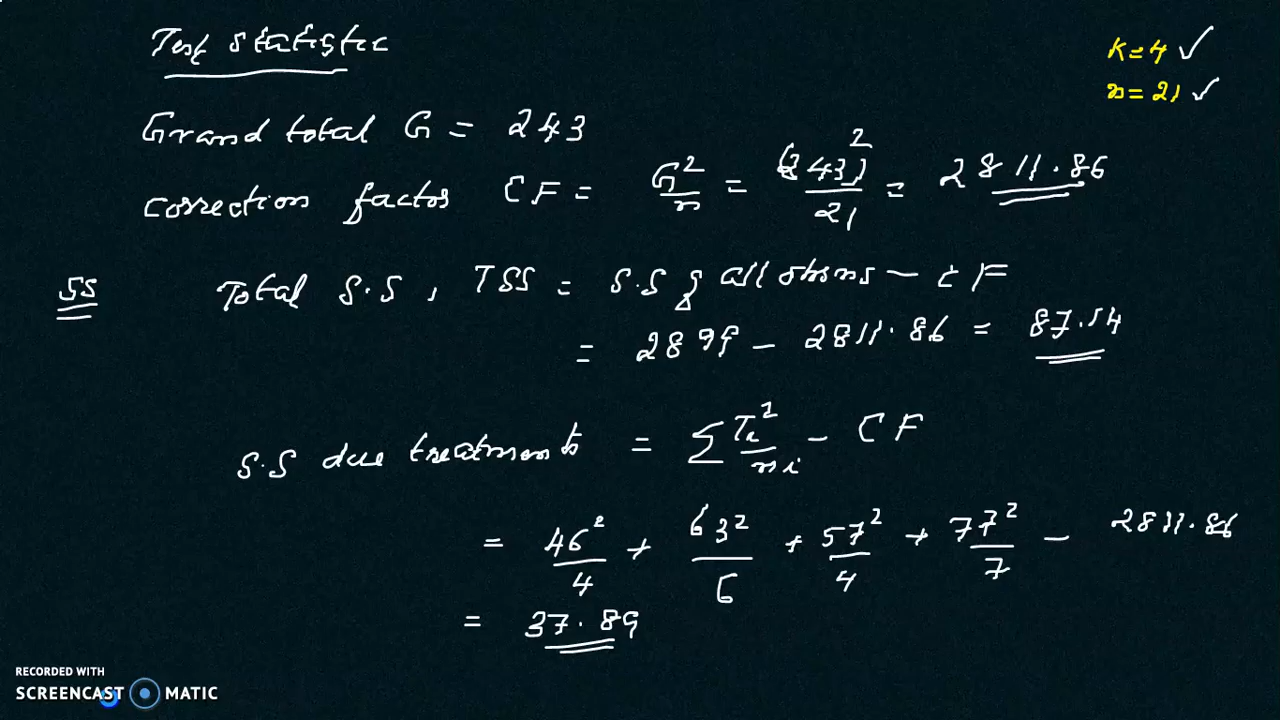 Test statistic
K = 4 ✓
n = 21 ✓
Grand total G = 243
correction factor CF = G²/n = (243)²/21 = 2811.86
SS
Total S.S, TSS = S.S of all obsrns - CF
= 2899 - 2811.86 = 87.14
S.S due treatments = ∑ Ti²/ni - CF
= 46²/4 + 63²/6 + 57²/4 + 77²/7 - 2811.86
= 37.89
RECORDED WITH
SCREENCAST MATIC